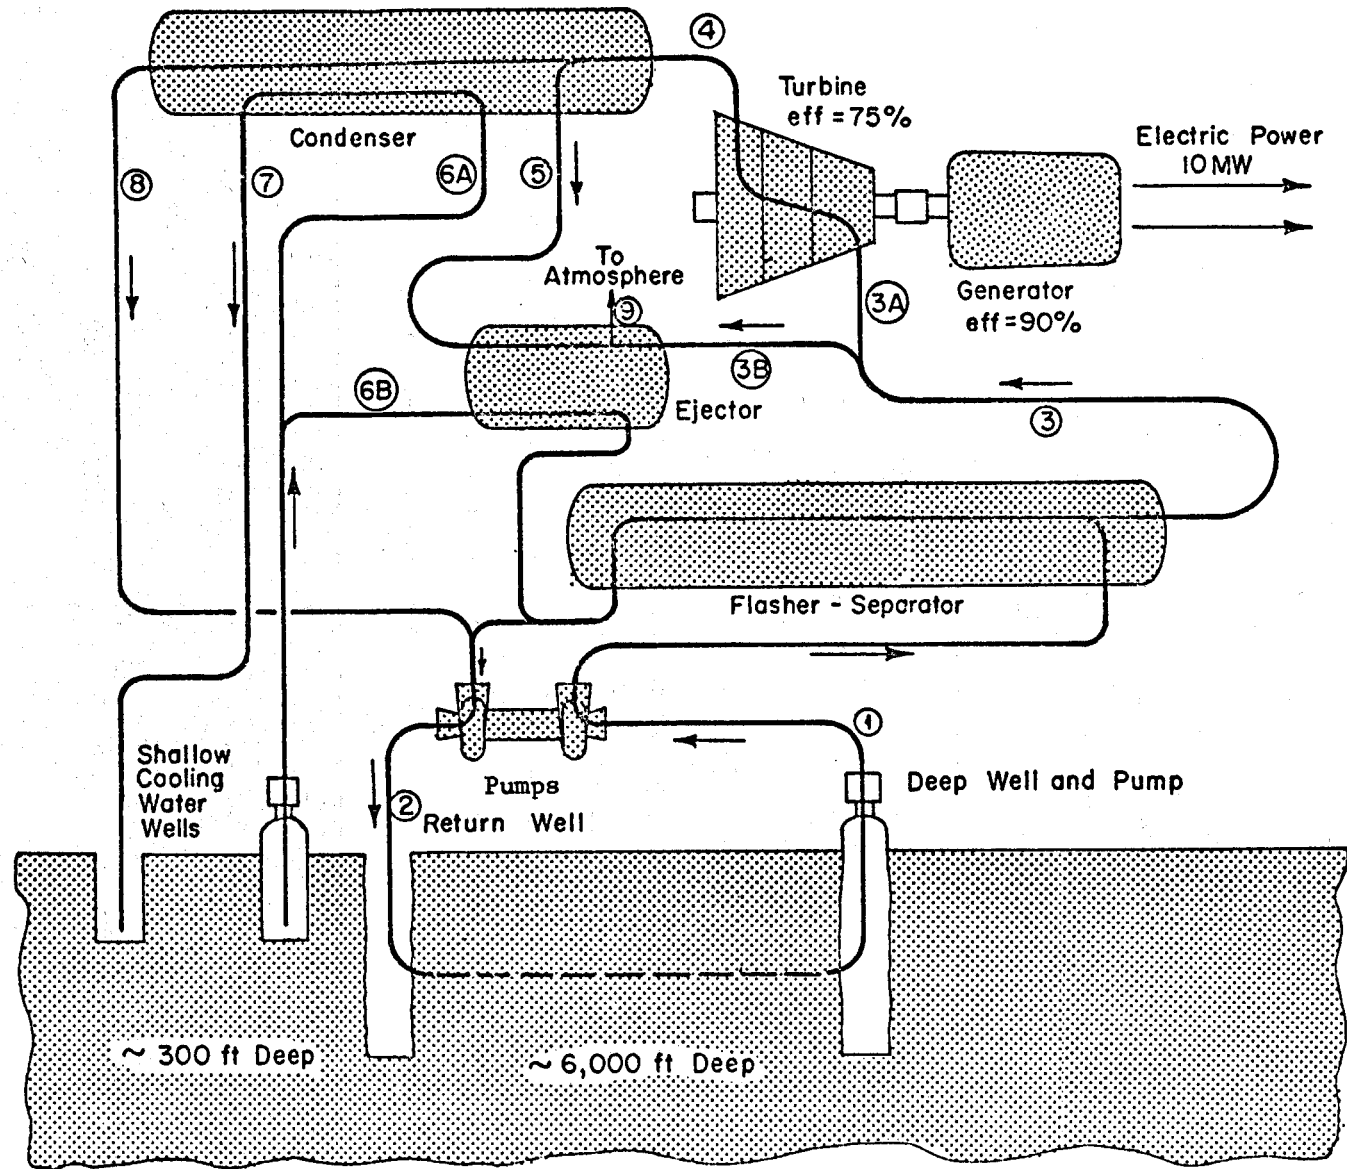 ④
Turbine
eff = 75%
Electric Power
10 MW
Condenser
⑧
⑦
6A
⑤
To
Atmosphere
⑨
3A
Generator
eff = 90%
3B
6B
Ejector
③
Flasher - Separator
①
Shallow
Cooling
Water
Wells
Pumps
Deep Well and Pump
②
Return Well
~ 300 ft Deep
~ 6,000 ft Deep